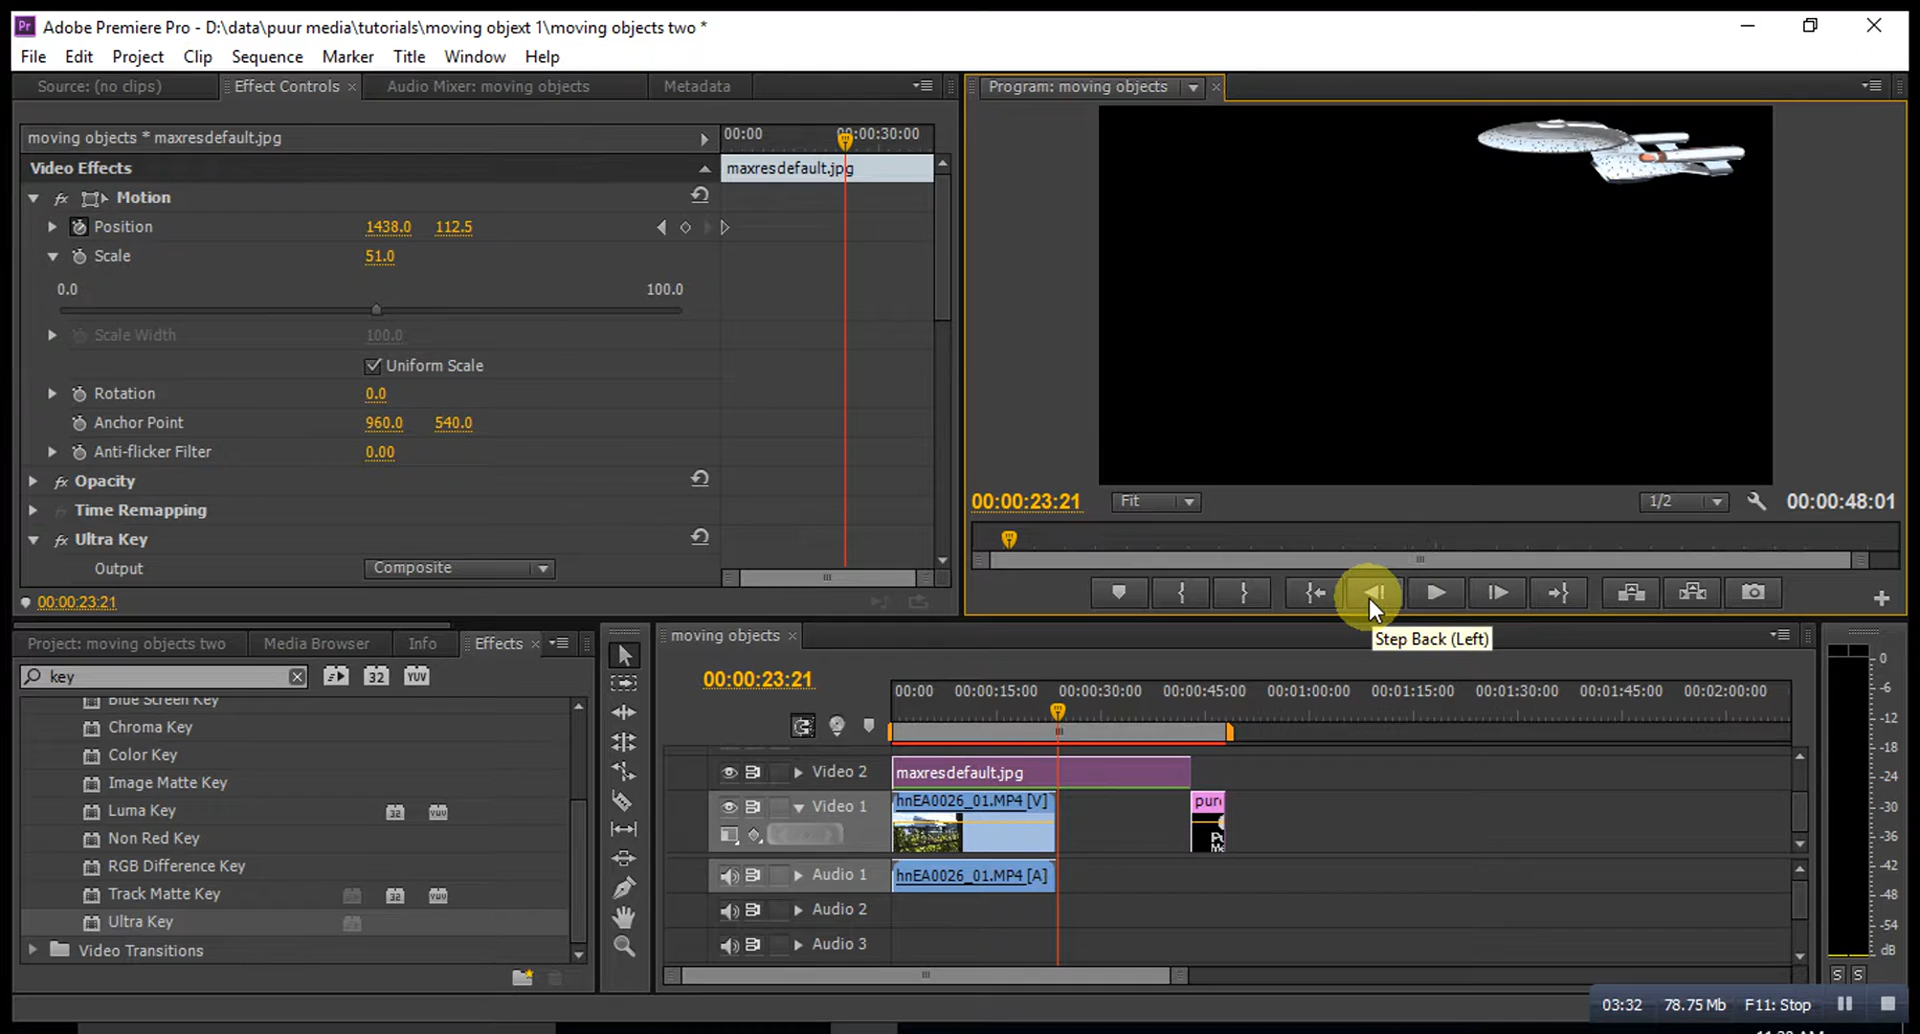 Pr Adobe Premiere Pro - D:\data\puur media\tutorials\moving objext 1\moving objects two *
File Edit Project Clip Sequence Marker Title Window Help
Source: (no clips) Effect Controls × Audio Mixer: moving objects Metadata
Program: moving objects ×
moving objects * maxresdefault.jpg
00:00 00:00:30:00
Video Effects
maxresdefault.jpg
fx Motion
Position 1438.0 112.5
Scale 51.0
0.0 100.0
Scale Width 100.0
Uniform Scale
Rotation 0.0
Anchor Point 960.0 540.0
Anti-flicker Filter 0.00
fx Opacity
fx Time Remapping
fx Ultra Key
Output Composite
00:00:23:21
00:00:23:21 Fit 1/2 00:00:48:01
Step Back (Left)
Project: moving objects two Media Browser Info Effects ×
key
32 YUV
Blue Screen Key
Chroma Key
Color Key
Image Matte Key
Luma Key
Non Red Key
RGB Difference Key
Track Matte Key
Ultra Key
Video Transitions
moving objects ×
00:00:23:21
00:00 00:00:15:00 00:00:30:00 00:00:45:00 00:01:00:00 00:01:15:00 00:01:30:00 00:01:45:00 00:02:00:00
Video 2 maxresdefault.jpg
Video 1 hnEA0026_01.MP4 [V]
Audio 1 hnEA0026_01.MP4 [A]
Audio 2
Audio 3
0
-6
-12
-18
-24
-30
-36
-42
-48
-54
dB
S S
03:32 78.75 Mb F11: Stop